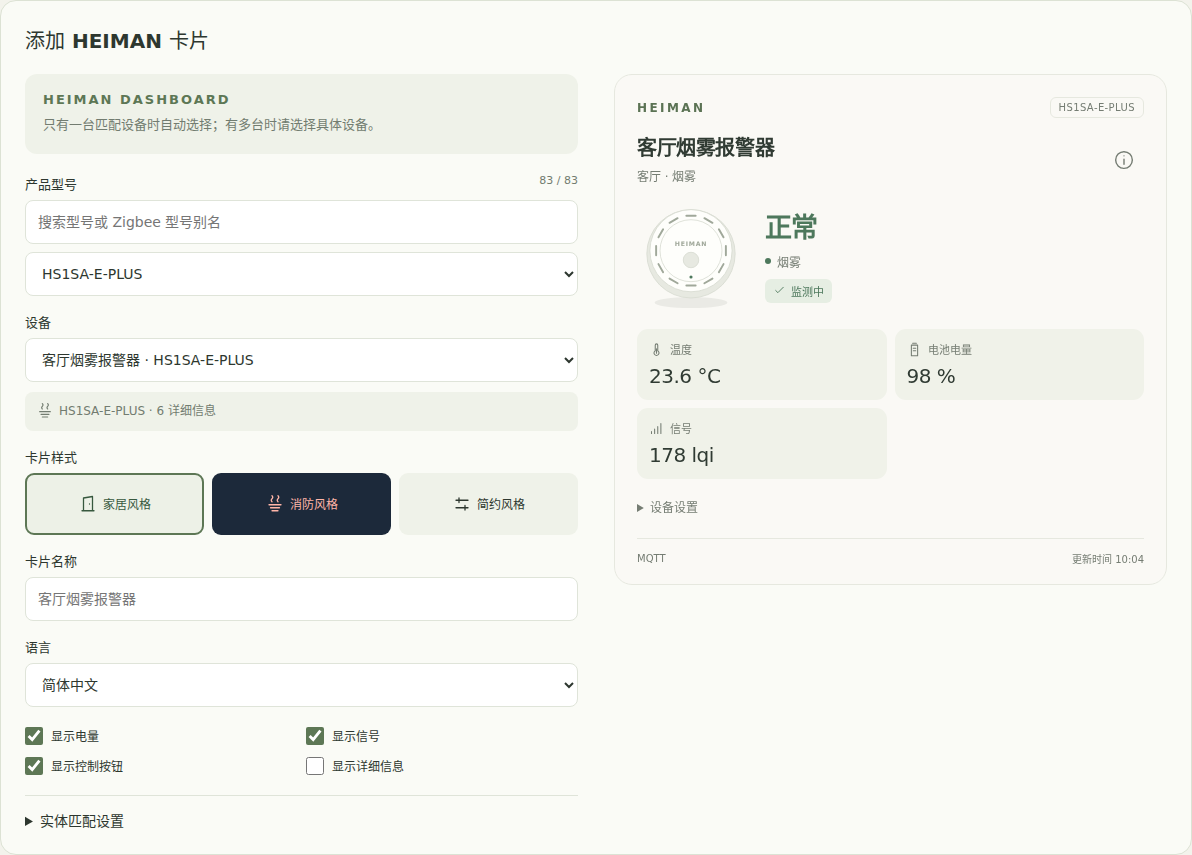 添加 HEIMAN 卡片
HEIMAN DASHBOARD
只有一台匹配设备时自动选择；有多台时请选择具体设备。
产品型号
83 / 83
搜索型号或 Zigbee 型号别名
HS1SA-E-PLUS
设备
客厅烟雾报警器 · HS1SA-E-PLUS
HS1SA-E-PLUS · 6 详细信息
卡片样式
家居风格
消防风格
简约风格
卡片名称
客厅烟雾报警器
语言
简体中文
显示电量
显示信号
显示控制按钮
显示详细信息
实体匹配设置
HEIMAN
HS1SA-E-PLUS
客厅烟雾报警器
客厅 · 烟雾
HEIMAN
正常
烟雾
监测中
温度
23.6 °C
电池电量
98 %
信号
178 lqi
设备设置
MQTT
更新时间 10:04